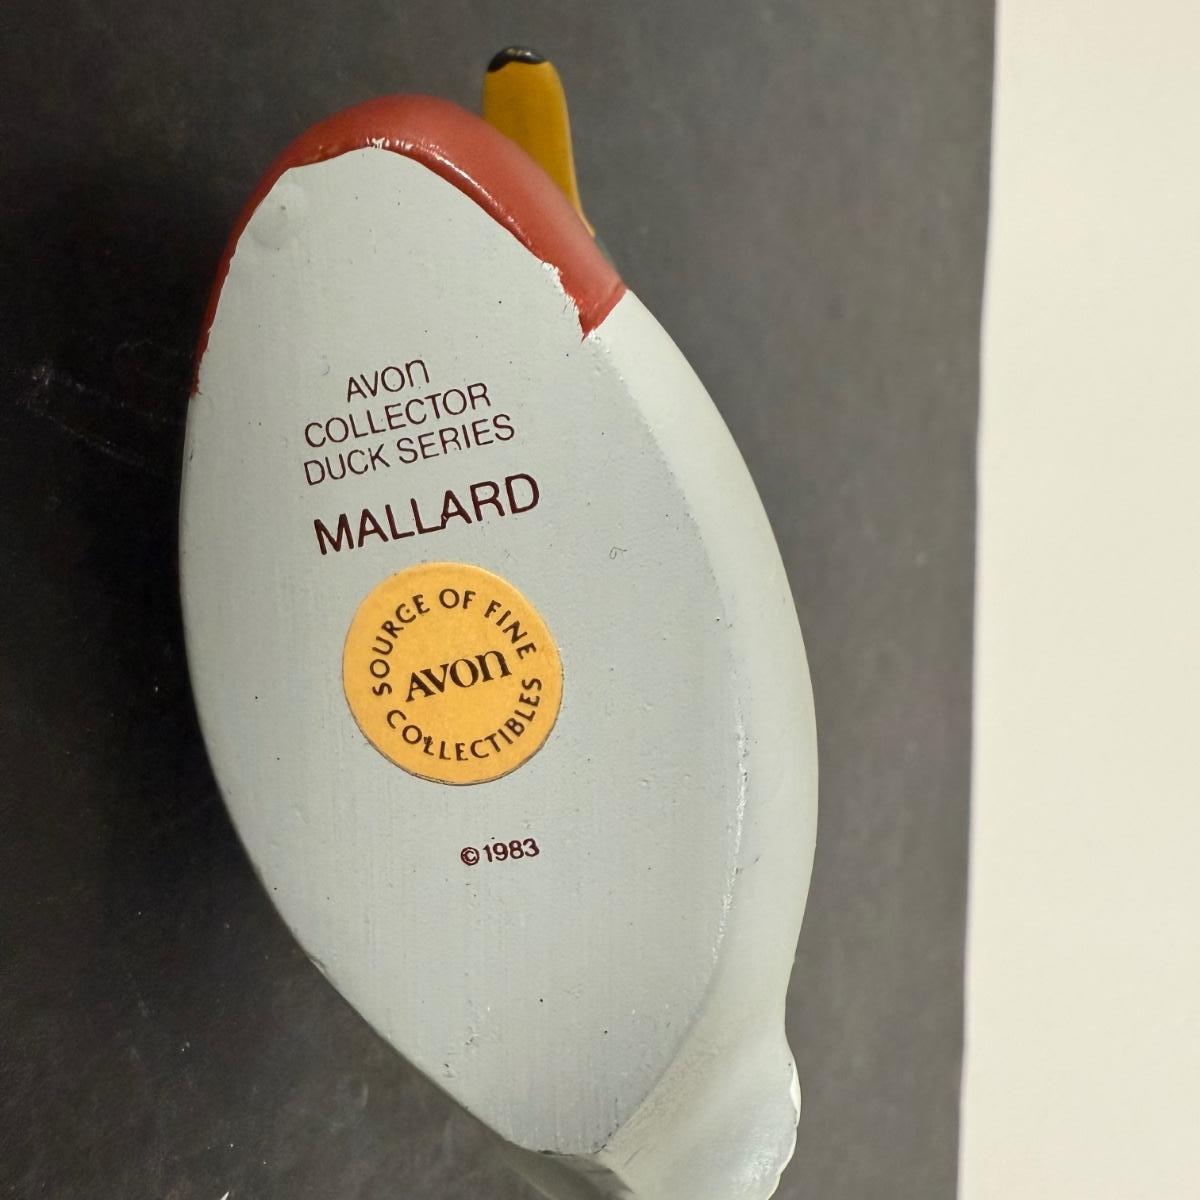 AVON
COLLECTOR
DUCK SERIES
MALLARD
SOURCE OF FINE
AVON
COLLECTIBLES
©1983